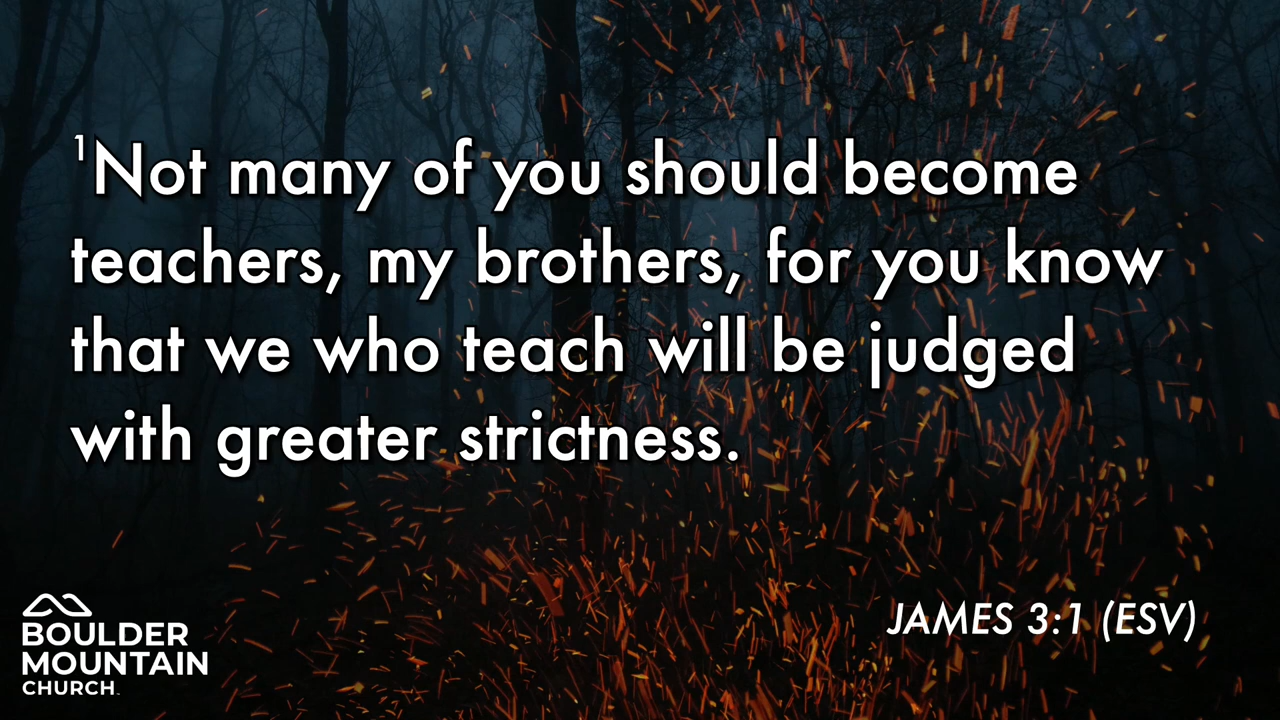 ¹Not many of you should become
teachers, my brothers, for you know
that we who teach will be judged
with greater strictness.
JAMES 3:1 (ESV)
BOULDER
MOUNTAIN
CHURCH